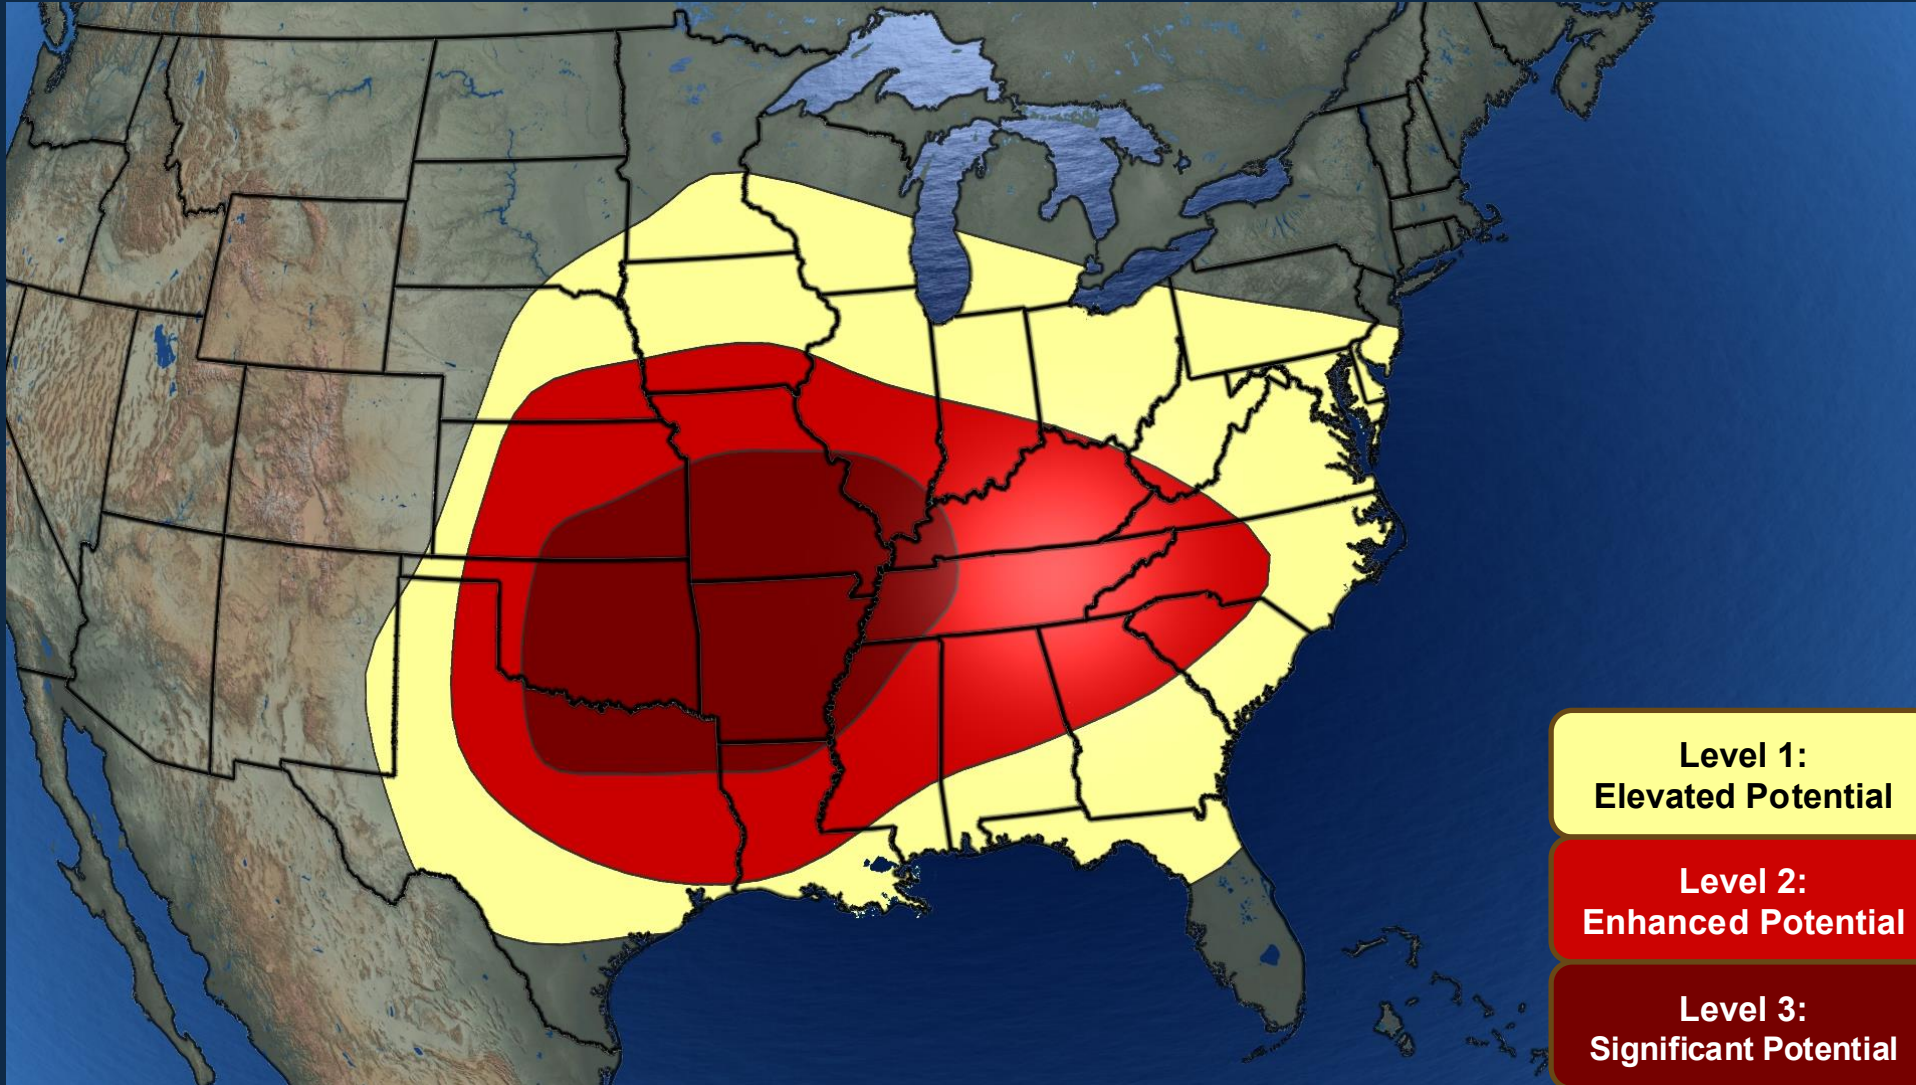 Level 1:
Elevated Potential
Level 2:
Enhanced Potential
Level 3:
Significant Potential